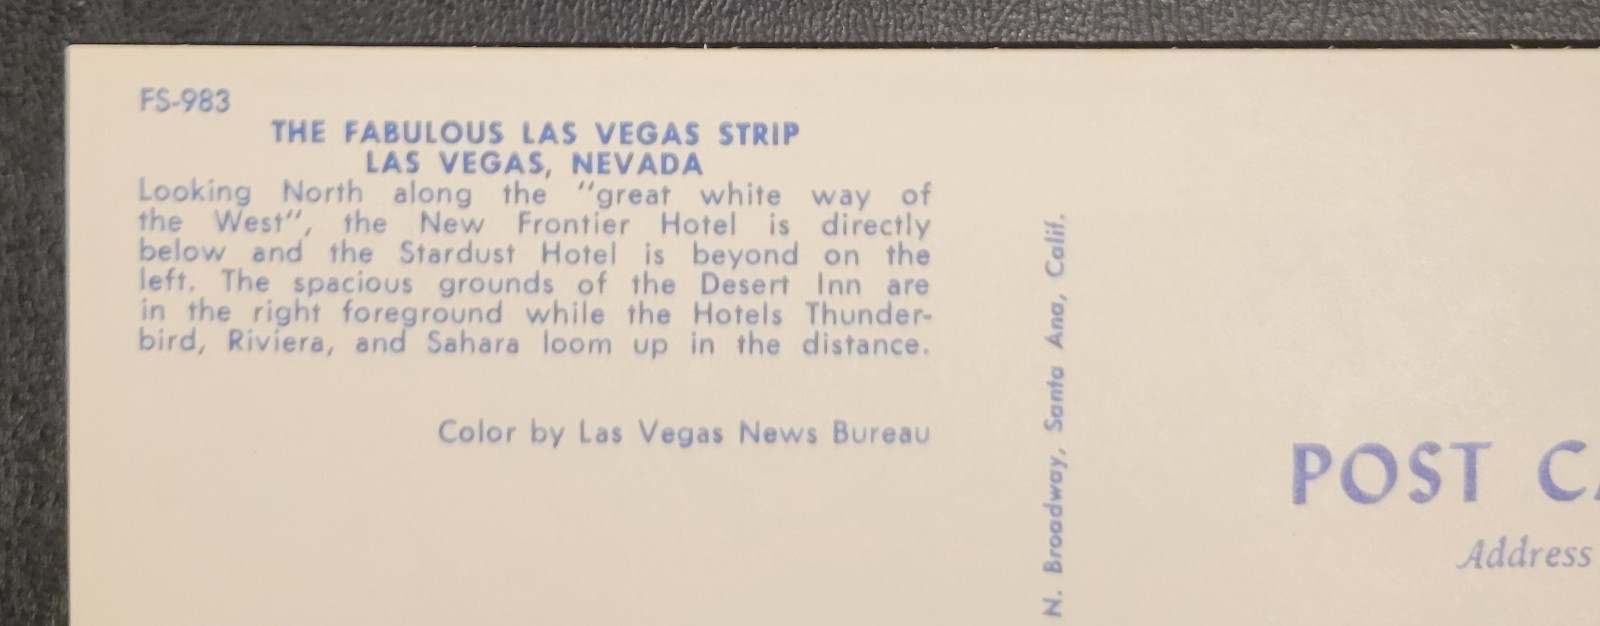 FS-983
THE FABULOUS LAS VEGAS STRIP
LAS VEGAS, NEVADA
Looking North along the "great white way of
the West", the New Frontier Hotel is directly
below and the Stardust Hotel is beyond on the
left. The spacious grounds of the Desert Inn are
in the right foreground while the Hotels Thunder-
bird, Riviera, and Sahara loom up in the distance.
Color by Las Vegas News Bureau
N. Broadway, Santa Ana, Calif.
POST CA
Address